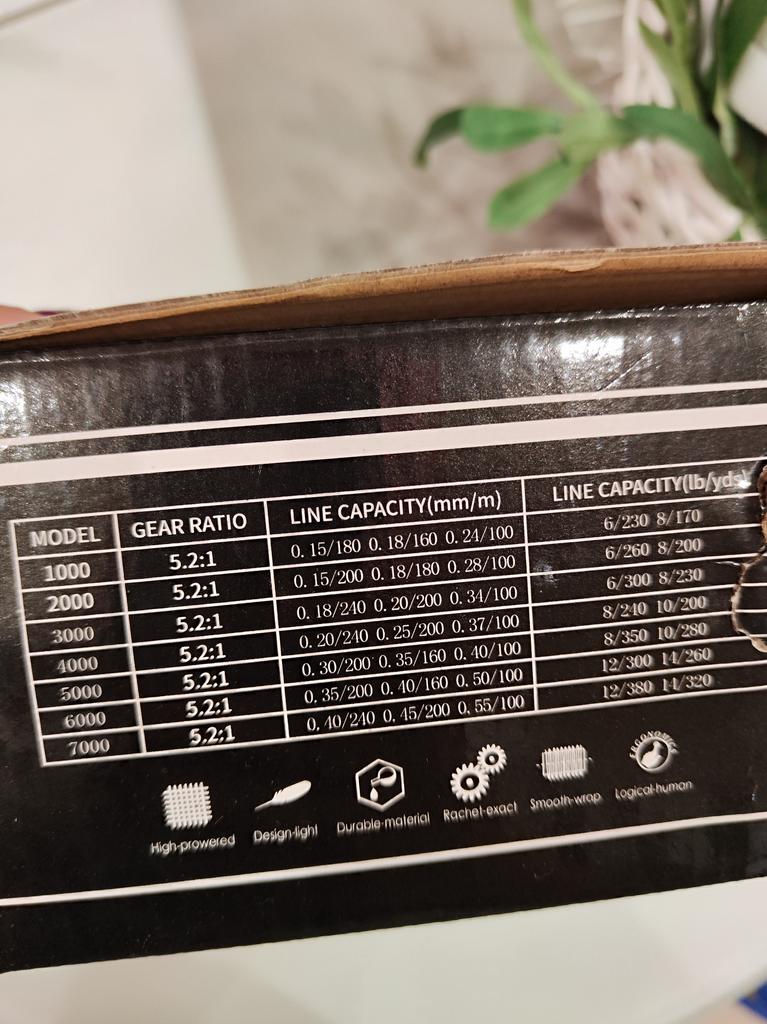 MODEL GEAR RATIO LINE CAPACITY(mm/m) LINE CAPACITY(lb/yds
1000 5.2:1 0.15/180 0.18/160 0.24/100 6/230 8/170
2000 5.2:1 0.15/200 0.18/180 0.28/100 6/260 8/200
3000 5.2:1 0.18/240 0.20/200 0.34/100 6/300 8/230
4000 5.2:1 0.20/240 0.25/200 0.37/100 8/240 10/200
5000 5.2:1 0.30/200 0.35/160 0.40/100 8/350 10/280
6000 5.2:1 0.35/200 0.40/160 0.50/100 12/300 14/260
7000 5.2:1 0.40/240 0.45/200 0.55/100 12/380 14/320
ERGONOMICS
High-prowered Design-light Durable-material Rachet-exact Smooth-wrap Logical-human